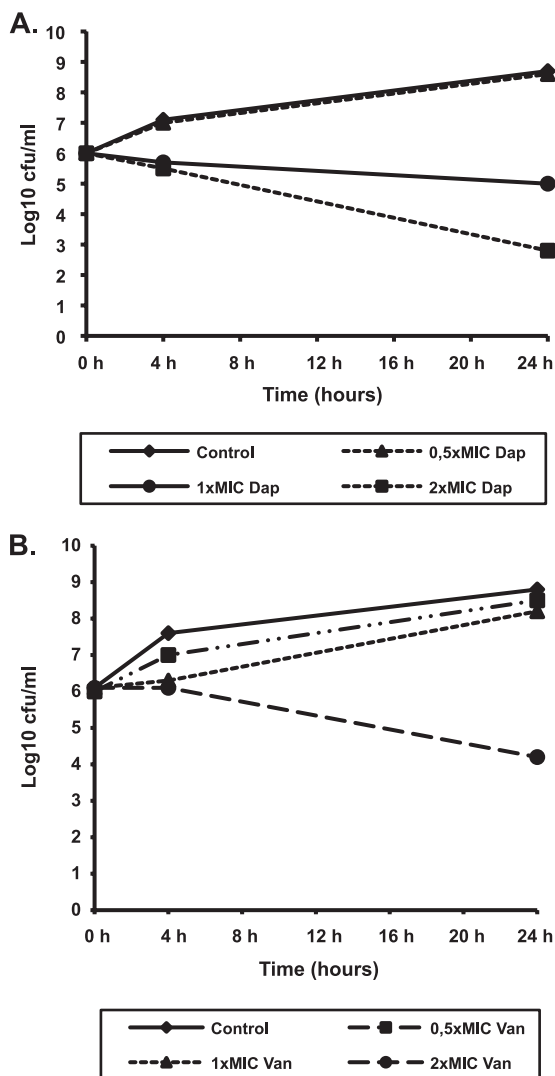 A.
10
9
8
7
6
5
4
3
2
1
0
Log10 cfu/ml
0 h 4 h 8 h 12 h 16 h 20 h 24 h
Time (hours)
Control 0,5xMIC Dap
1xMIC Dap 2xMIC Dap
B.
10
9
8
7
6
5
4
3
2
1
0
Log10 cfu/ml
0 h 4 h 8 h 12 h 16 h 20 h 24 h
Time (hours)
Control 0,5xMIC Van
1xMIC Van 2xMIC Van